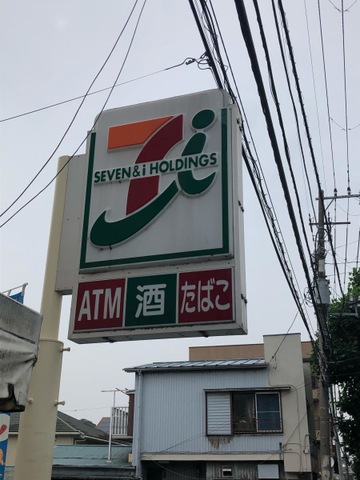 SEVEN & i HOLDINGS
ATM 酒 たばこ